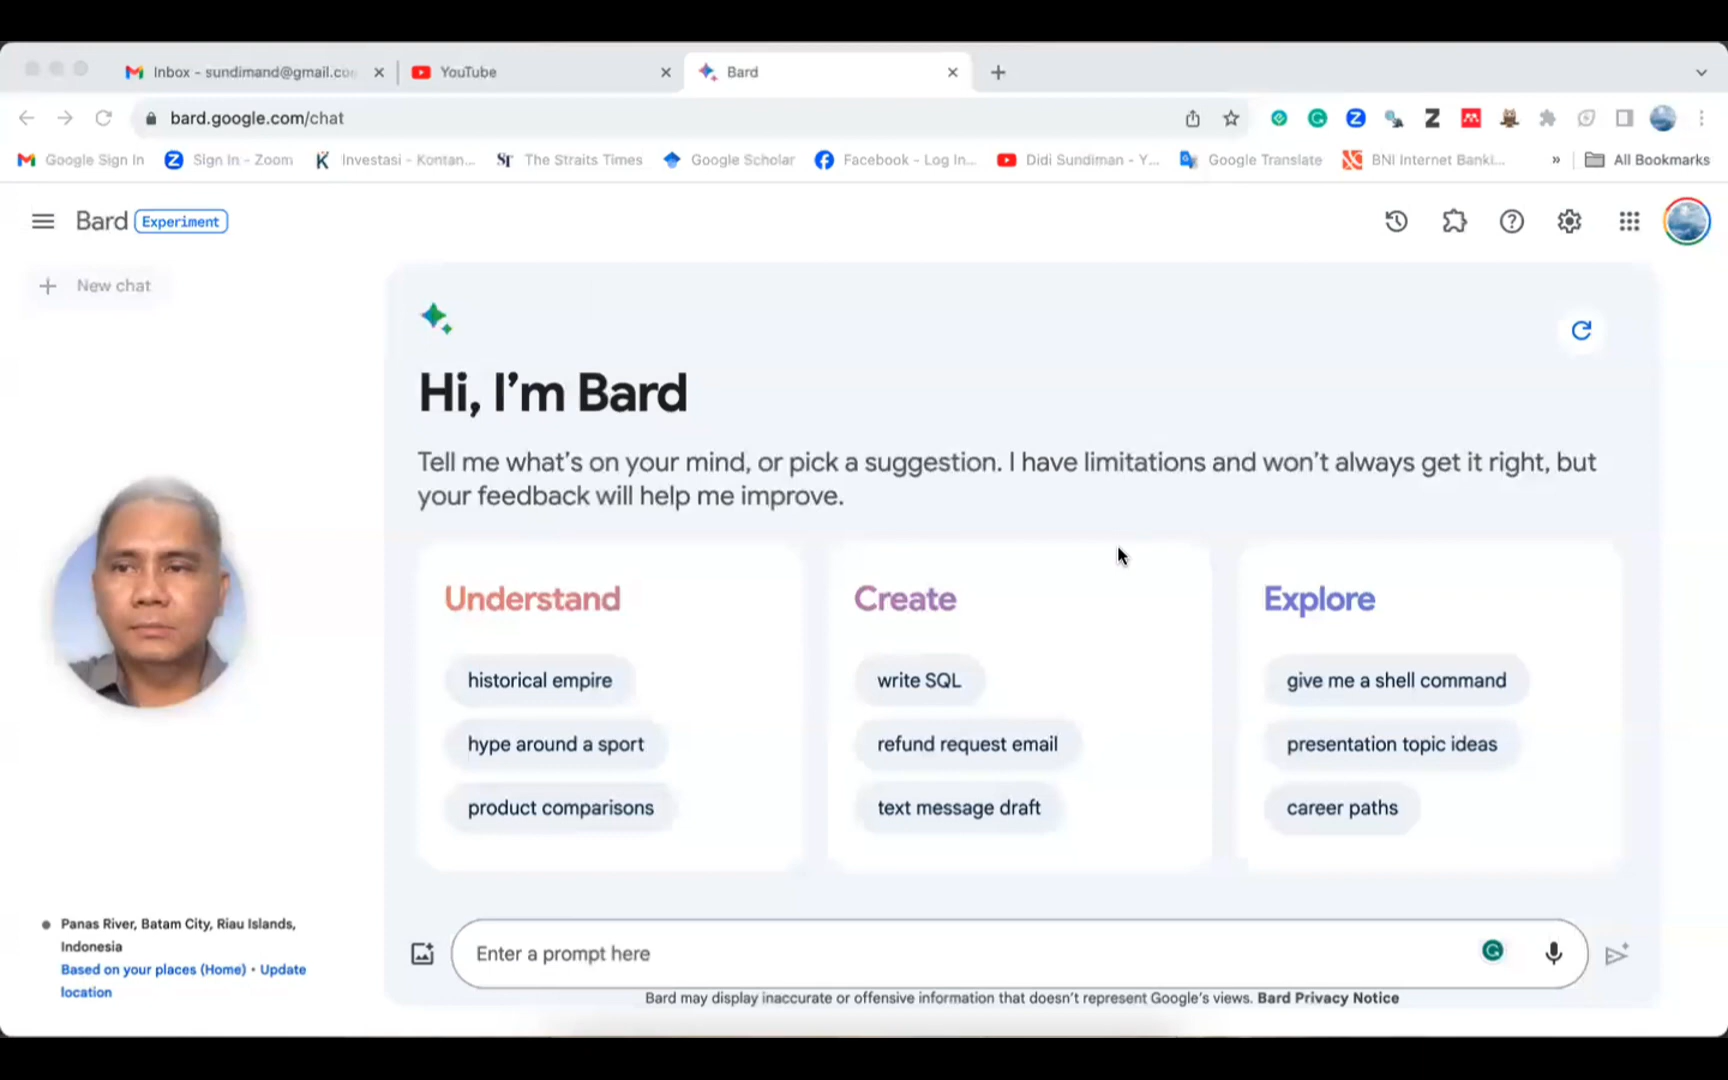 Inbox - sundimand@gmail.co
YouTube
Bard
bard.google.com/chat
Google Sign In
Sign In - Zoom
Investasi - Kontan...
The Straits Times
Google Scholar
Facebook - Log In...
Didi Sundiman - Y...
Google Translate
BNI Internet Banki...
»
All Bookmarks
Bard Experiment
New chat
Hi, I'm Bard
Tell me what's on your mind, or pick a suggestion. I have limitations and won't always get it right, but
your feedback will help me improve.
Understand
historical empire
hype around a sport
product comparisons
Create
write SQL
refund request email
text message draft
Explore
give me a shell command
presentation topic ideas
career paths
Panas River, Batam City, Riau Islands,
Indonesia
Based on your places (Home) • Update
location
Enter a prompt here
Bard may display inaccurate or offensive information that doesn't represent Google's views. Bard Privacy Notice